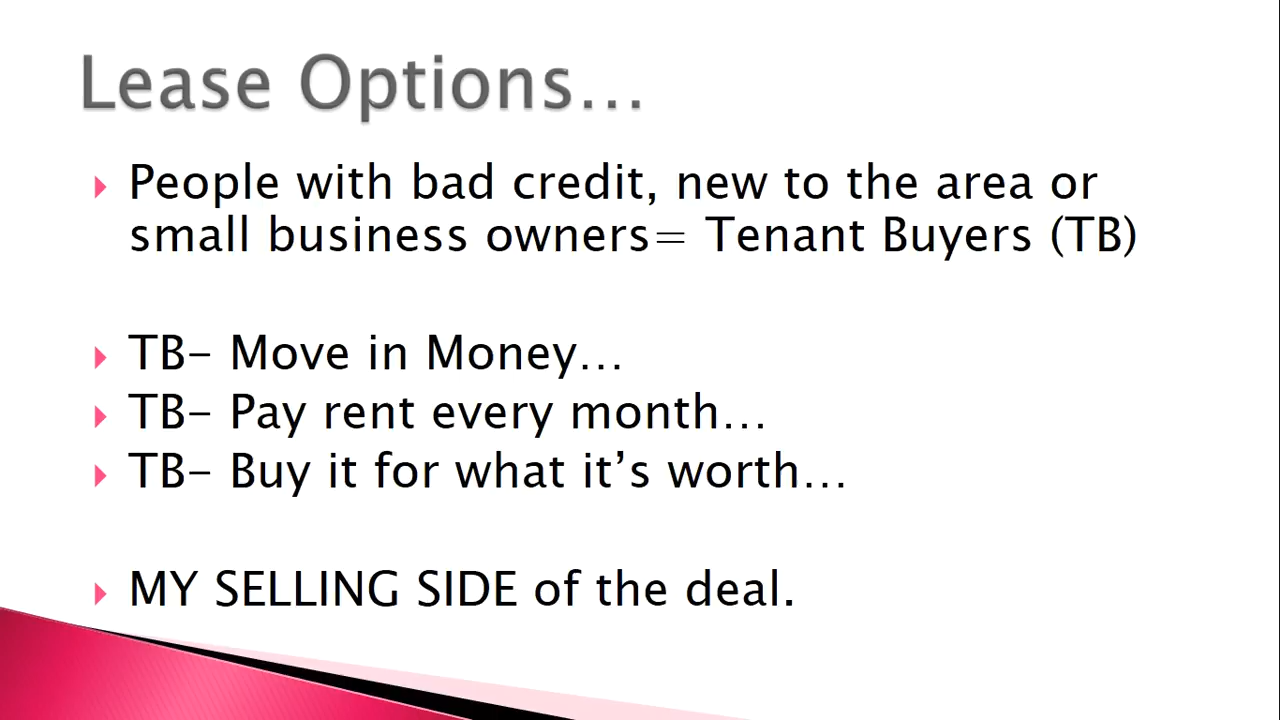 Lease Options...
People with bad credit, new to the area or
small business owners= Tenant Buyers (TB)
TB- Move in Money...
TB- Pay rent every month...
TB- Buy it for what it’s worth...
MY SELLING SIDE of the deal.